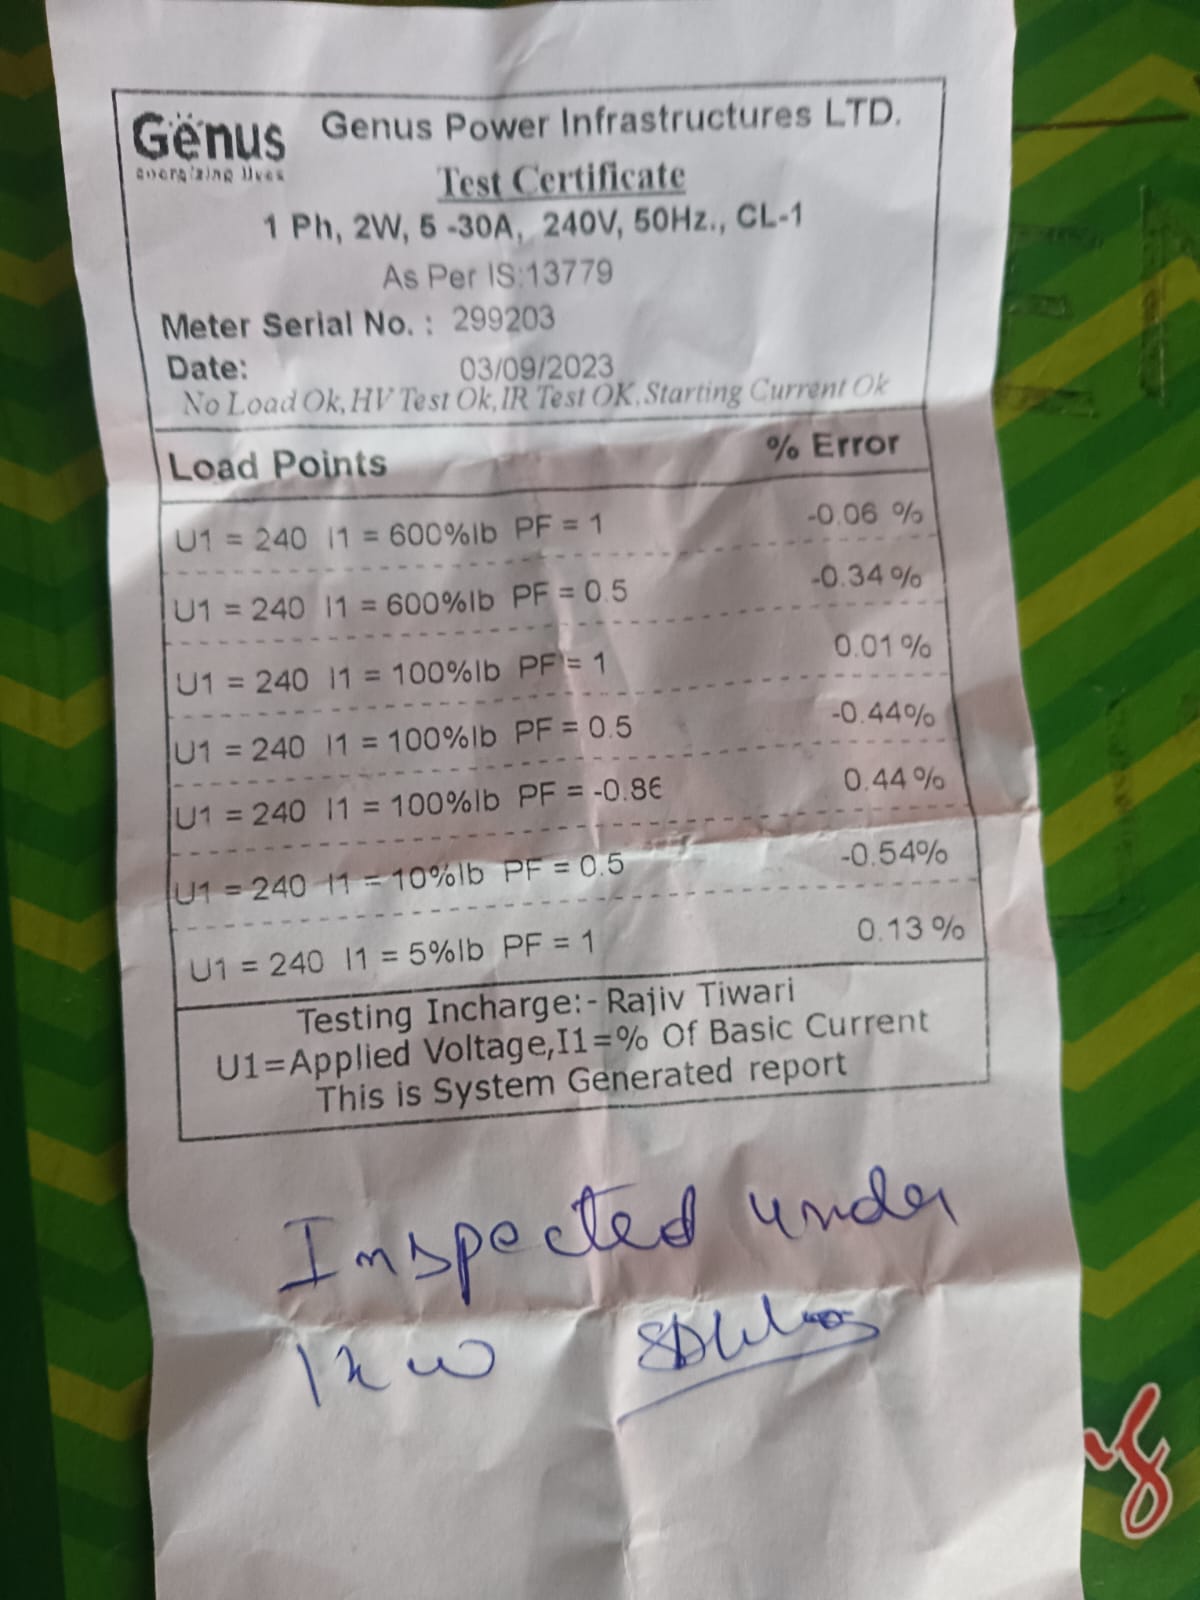 Genus
energizing lives
Genus Power Infrastructures LTD.
Test Certificate
1 Ph, 2W, 5 -30A, 240V, 50Hz., CL-1
As Per IS:13779
Meter Serial No. : 299203
Date: 03/09/2023
No Load Ok, HV Test Ok, IR Test OK, Starting Current Ok
Load Points % Error
U1 = 240 I1 = 600%Ib PF = 1 -0.06 %
U1 = 240 I1 = 600%Ib PF = 0.5 -0.34 %
U1 = 240 I1 = 100%Ib PF = 1 0.01 %
U1 = 240 I1 = 100%Ib PF = 0.5 -0.44%
U1 = 240 I1 = 100%Ib PF = -0.86 0.44 %
U1 = 240 I1 = 10%Ib PF = 0.5 -0.54%
U1 = 240 I1 = 5%Ib PF = 1 0.13 %
Testing Incharge:- Rajiv Tiwari
U1=Applied Voltage,I1=% Of Basic Current
This is System Generated report
Inspected under
1kw